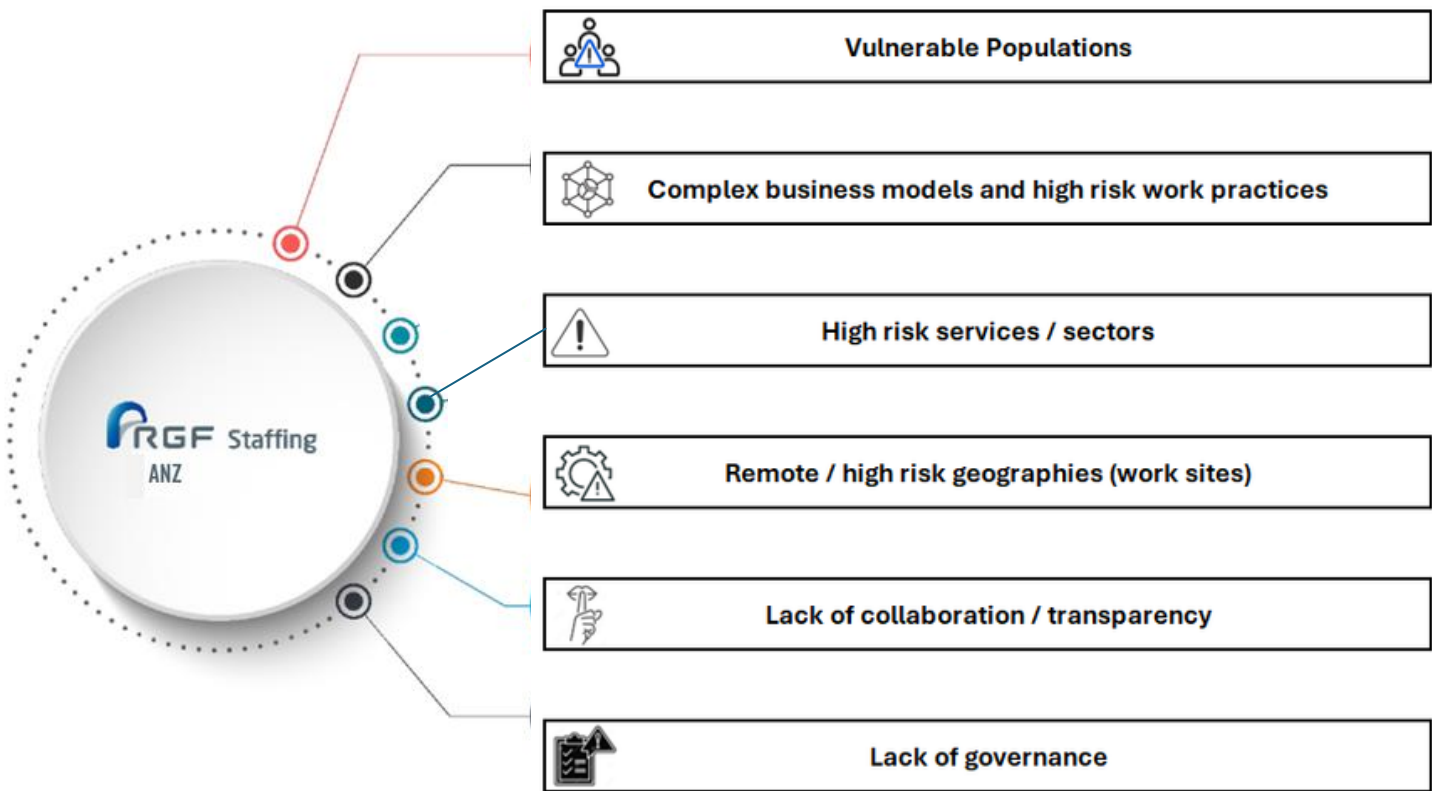 Vulnerable Populations
Complex business models and high risk work practices
High risk services / sectors
RGF Staffing
ANZ
Remote / high risk geographies (work sites)
Lack of collaboration / transparency
Lack of governance